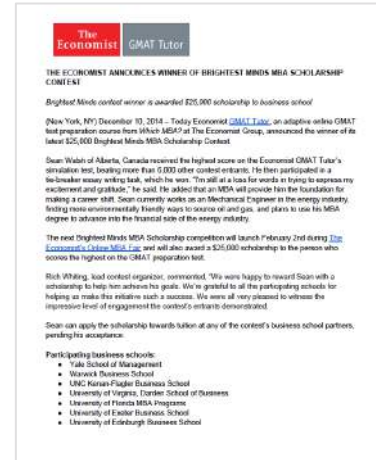 The
Economist
GMAT Tutor
THE ECONOMIST ANNOUNCES WINNER OF BRIGHTEST MINDS MBA SCHOLARSHIP
CONTEST
Brightest Minds contest winner is awarded $25,000 scholarship to business school
(New York, NY) December 10, 2014 – Today Economist GMAT Tutor, an adaptive online GMAT
test preparation course from Which MBA? at The Economist Group, announced the winner of its
latest $25,000 Brightest Minds MBA Scholarship Contest.
Sean Walsh of Alberta, Canada received the highest score on the Economist GMAT Tutor's
simulation test, beating more than 5,000 other contest entrants. He then participated in a
tie-breaker essay writing task, which he won. "I'm still at a loss for words in trying to express my
excitement and gratitude," he said. He added that an MBA will provide him the foundation for
making a career shift. Sean currently works as an Mechanical Engineer in the energy industry,
finding more environmentally friendly ways to source oil and gas, and plans to use his MBA
degree to advance into the financial side of the energy industry.
The next Brightest Minds MBA Scholarship competition will launch February 2nd during The
Economist's Online MBA Fair and will also award a $25,000 scholarship to the person who
scores the highest on the GMAT preparation test.
Rich Whiting, lead contest organizer, commented, "We were happy to reward Sean with a
scholarship to help him achieve his goals. We're grateful to all the participating schools for
helping us make this initiative such a success. We were all very pleased to witness the
impressive level of engagement the contest's entrants demonstrated.
Sean can apply the scholarship towards tuition at any of the contest's business school partners,
pending his acceptance.
Participating business schools:
● Yale School of Management
● Warwick Business School
● UNC Kenan-Flagler Business School
● University of Virginia, Darden School of Business
● University of Florida MBA Programs
● University of Exeter Business School
● University of Edinburgh Business School